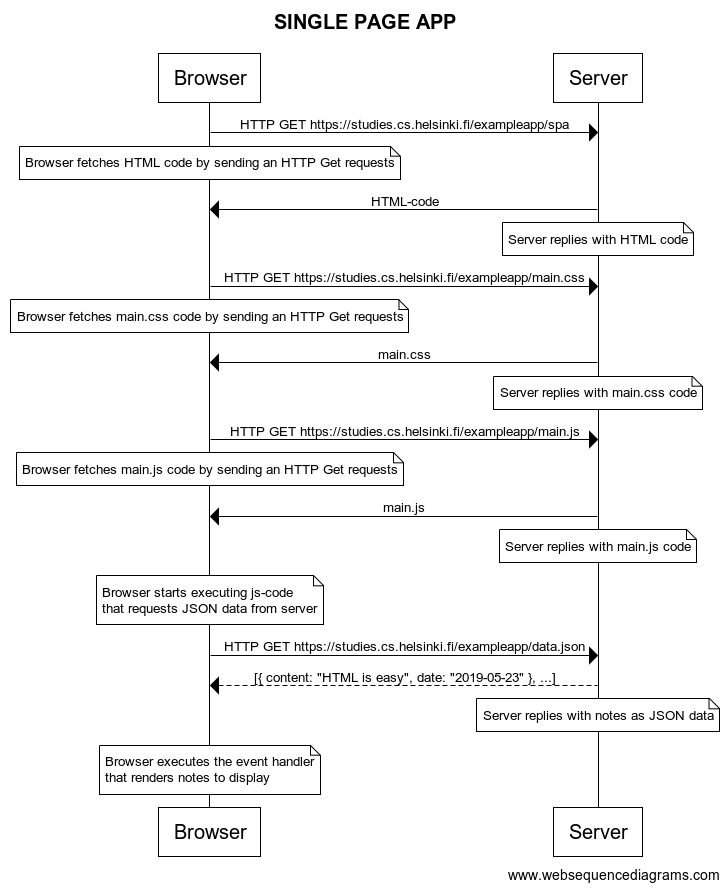 SINGLE PAGE APP
Browser
Server
HTTP GET https://studies.cs.helsinki.fi/exampleapp/spa
Browser fetches HTML code by sending an HTTP Get requests
HTML-code
Server replies with HTML code
HTTP GET https://studies.cs.helsinki.fi/exampleapp/main.css
Browser fetches main.css code by sending an HTTP Get requests
main.css
Server replies with main.css code
HTTP GET https://studies.cs.helsinki.fi/exampleapp/main.js
Browser fetches main.js code by sending an HTTP Get requests
main.js
Server replies with main.js code
Browser starts executing js-code
that requests JSON data from server
HTTP GET https://studies.cs.helsinki.fi/exampleapp/data.json
[{ content: "HTML is easy", date: "2019-05-23" }, ...]
Server replies with notes as JSON data
Browser executes the event handler
that renders notes to display
Browser
Server
www.websequencediagrams.com